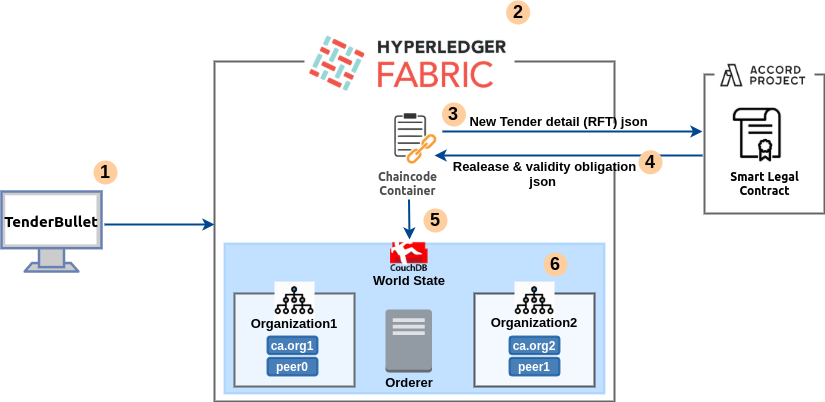 2
HYPERLEDGER
FABRIC
ACCORD
PROJECT
3
New Tender detail (RFT) json
1
4
Realease & validity obligation
json
Chaincode
Container
Smart Legal
Contract
TenderBullet
5
CouchDB
World State
6
Organization1
ca.org1
peer0
Orderer
Organization2
ca.org2
peer1